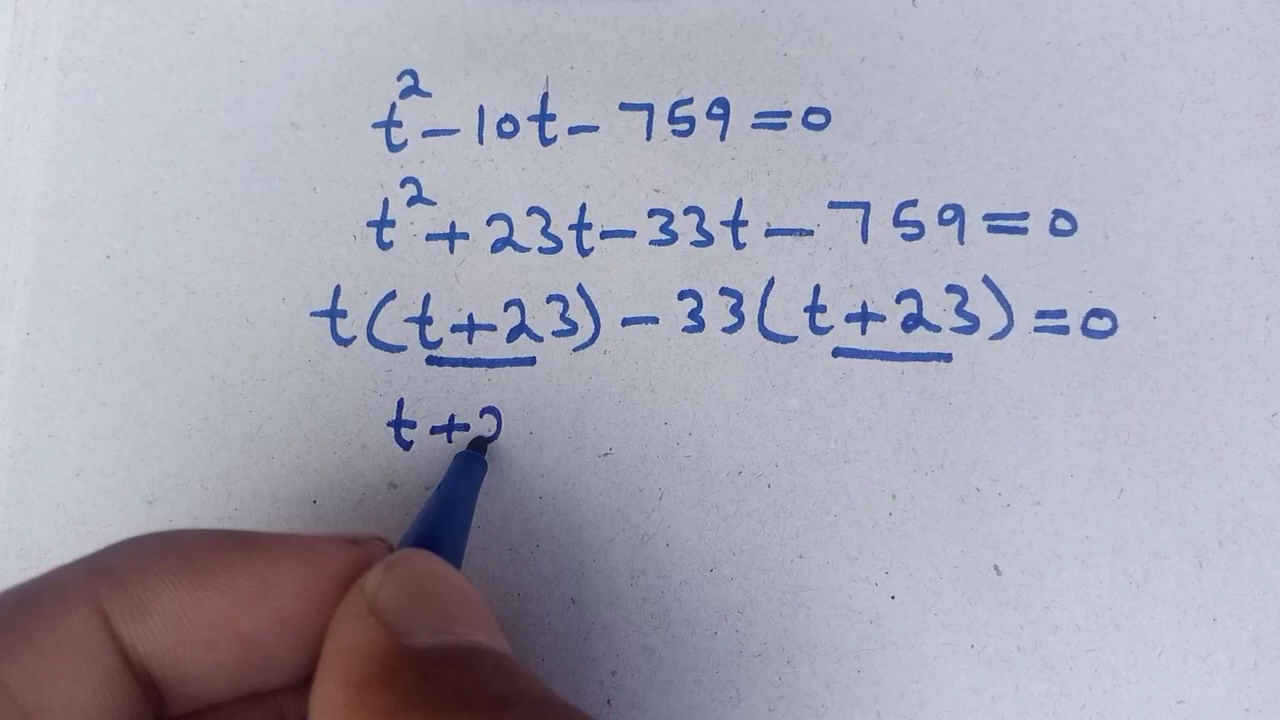 t² - 10t - 759 = 0
t² + 23t - 33t - 759 = 0
t(t+23) - 33(t+23) = 0
t +